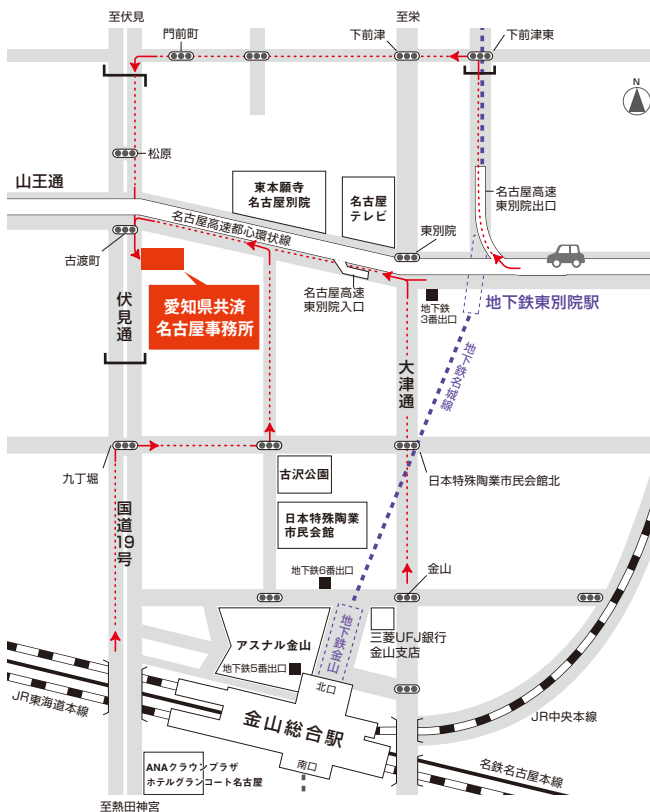 至伏見
至栄
門前町
下前津
下前津東
N
松原
山王通
東本願寺
名古屋別院
名古屋
テレビ
名古屋高速
東別院出口
名古屋高速都心環状線
東別院
古渡町
愛知県共済
名古屋事務所
名古屋高速
東別院入口
地下鉄
3番出口
地下鉄東別院駅
伏見通
大津通
地下鉄名城線
九丁堀
古沢公園
日本特殊陶業市民会館北
国道19号
日本特殊陶業
市民会館
地下鉄6番出口
金山
アスナル金山
地下鉄5番出口
地下鉄金山
三菱UFJ銀行
金山支店
北口
JR東海道本線
金山総合駅
JR中央本線
南口
名鉄名古屋本線
ANAクラウンプラザ
ホテルグランコート名古屋
至熱田神宮